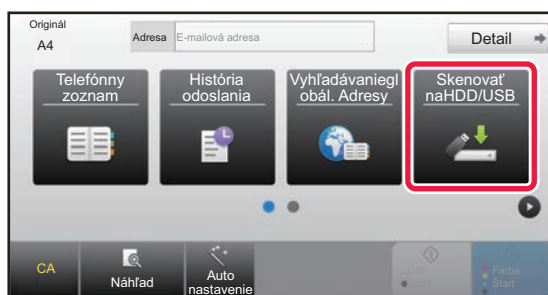 Originál
A4
Adresa
E-mailová adresa
Detail
Telefónny
zoznam
História
odoslania
Vyhľadávaniegl
obál. Adresy
Skenovať
naHDD/USB
CA
Náhľad
Auto
nastavenie
Farba
Štart